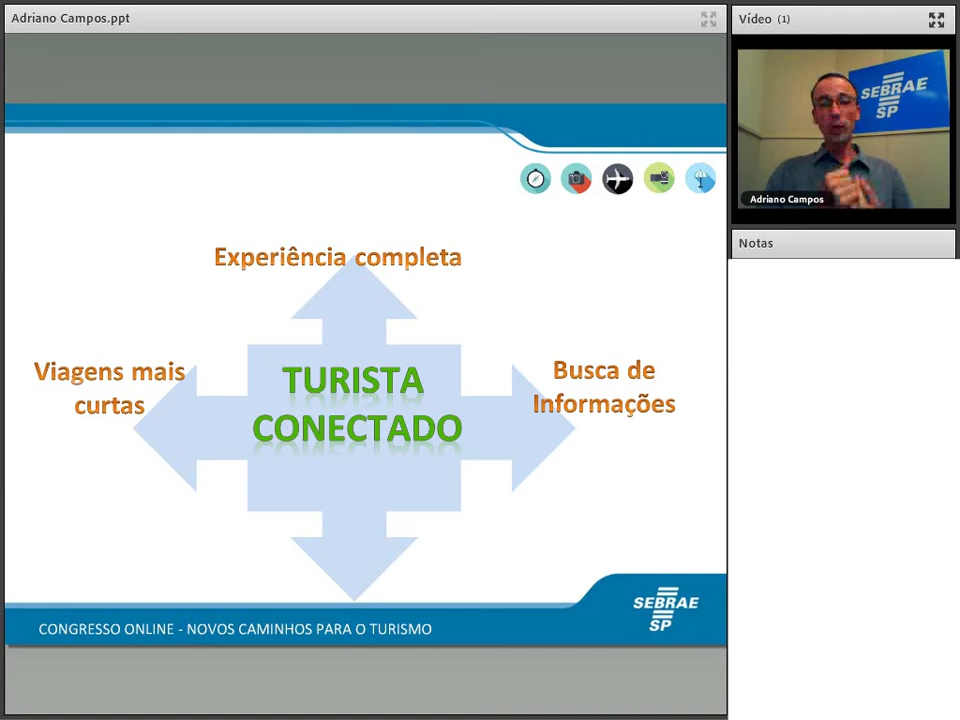 Adriano Campos.ppt
Vídeo (1)
SEBRAE
SP
Adriano Campos
Notas
Experiência completa
Viagens mais
curtas
TURISTA
CONECTADO
Busca de
Informações
SEBRAE
SP
CONGRESSO ONLINE - NOVOS CAMINHOS PARA O TURISMO